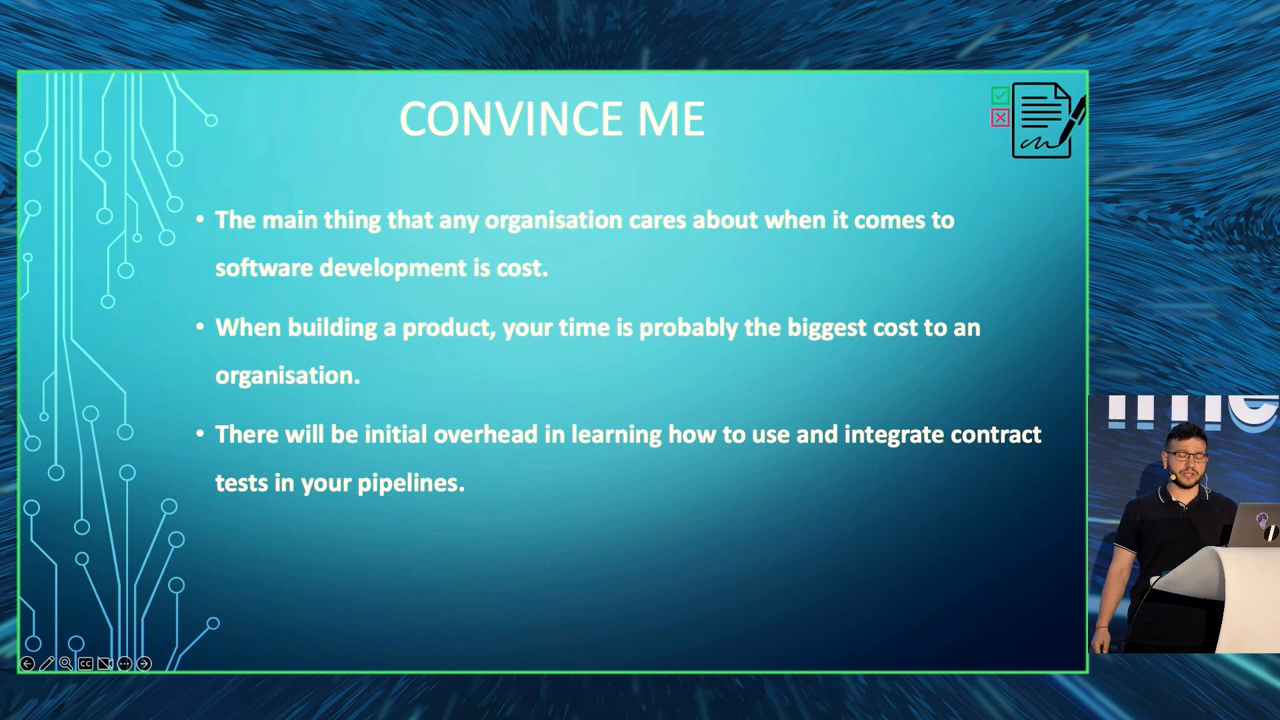 CONVINCE ME
• The main thing that any organisation cares about when it comes to
software development is cost.
• When building a product, your time is probably the biggest cost to an
organisation.
• There will be initial overhead in learning how to use and integrate contract
tests in your pipelines.